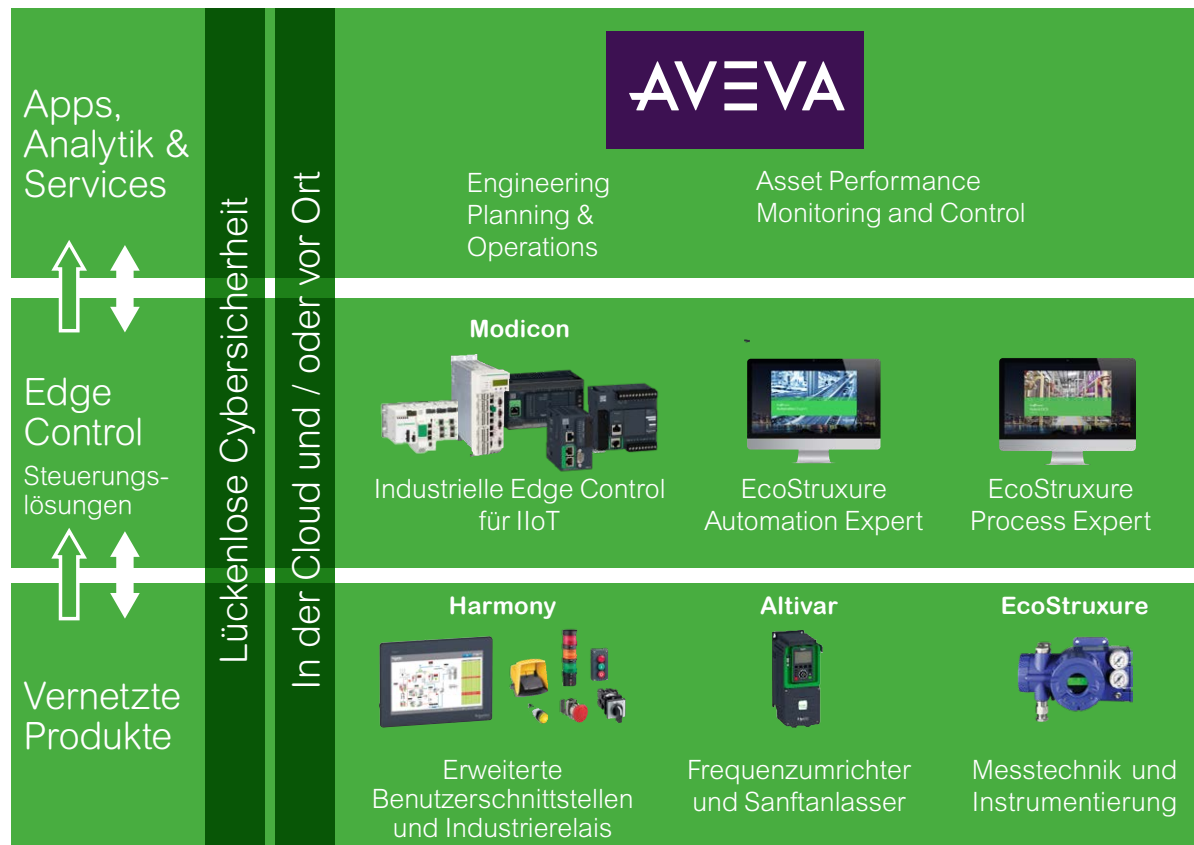 Apps,
Analytik &
Services
AVEVA
Engineering
Planning &
Operations
Asset Performance
Monitoring and Control
Lückenlose Cybersicherheit
In der Cloud und / oder vor Ort
Edge
Control
Steuerungs-
lösungen
Modicon
Industrielle Edge Control
für IIoT
EcoStruxure
Automation Expert
EcoStruxure
Process Expert
Vernetzte
Produkte
Harmony
Erweiterte
Benutzerschnittstellen
und Industrierelais
Altivar
Frequenzumrichter
und Sanftanlasser
EcoStruxure
Messtechnik und
Instrumentierung